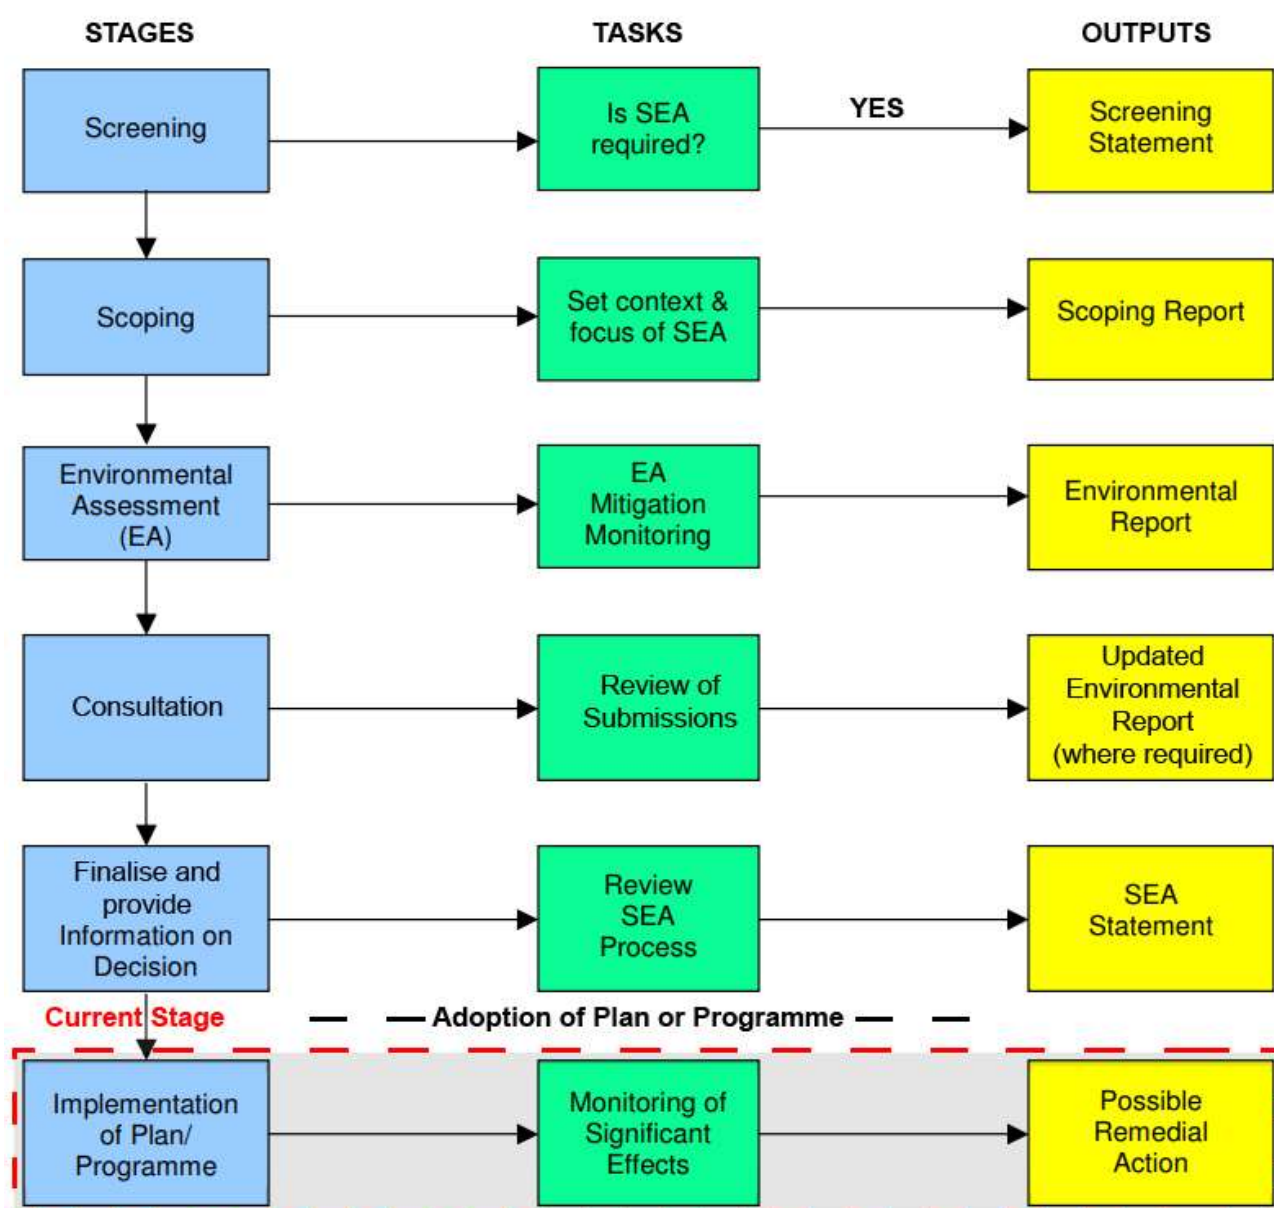 STAGES
TASKS
OUTPUTS
Screening
Is SEA
required?
YES
Screening
Statement
Scoping
Set context &
focus of SEA
Scoping Report
Environmental
Assessment
(EA)
EA
Mitigation
Monitoring
Environmental
Report
Consultation
Review of
Submissions
Updated
Environmental
Report
(where required)
Finalise and
provide
Information on
Decision
Review
SEA
Process
SEA
Statement
Current Stage
Adoption of Plan or Programme
Implementation
of Plan/
Programme
Monitoring of
Significant
Effects
Possible
Remedial
Action